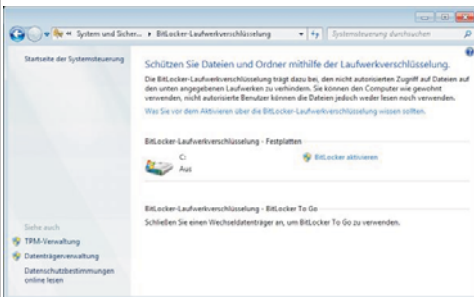 « System und Sicher... ▸ BitLocker-Laufwerkverschlüsselung
Systemsteuerung durchsuchen
Startseite der Systemsteuerung
Schützen Sie Dateien und Ordner mithilfe der Laufwerkverschlüsselung.
Die BitLocker-Laufwerkverschlüsselung trägt dazu bei, den nicht autorisierten Zugriff auf Dateien auf
den unten angegebenen Laufwerken zu verhindern. Sie können den Computer wie gewohnt
verwenden, nicht autorisierte Benutzer können die Dateien jedoch weder lesen noch verwenden.
Was Sie vor dem Aktivieren über die BitLocker-Laufwerkverschlüsselung wissen sollten.
BitLocker-Laufwerkverschlüsselung - Festplatten
C:
Aus
BitLocker aktivieren
BitLocker-Laufwerkverschlüsselung - BitLocker To Go
Schließen Sie einen Wechseldatenträger an, um BitLocker To Go zu verwenden.
Siehe auch
TPM-Verwaltung
Datenträgerverwaltung
Datenschutzbestimmungen
online lesen